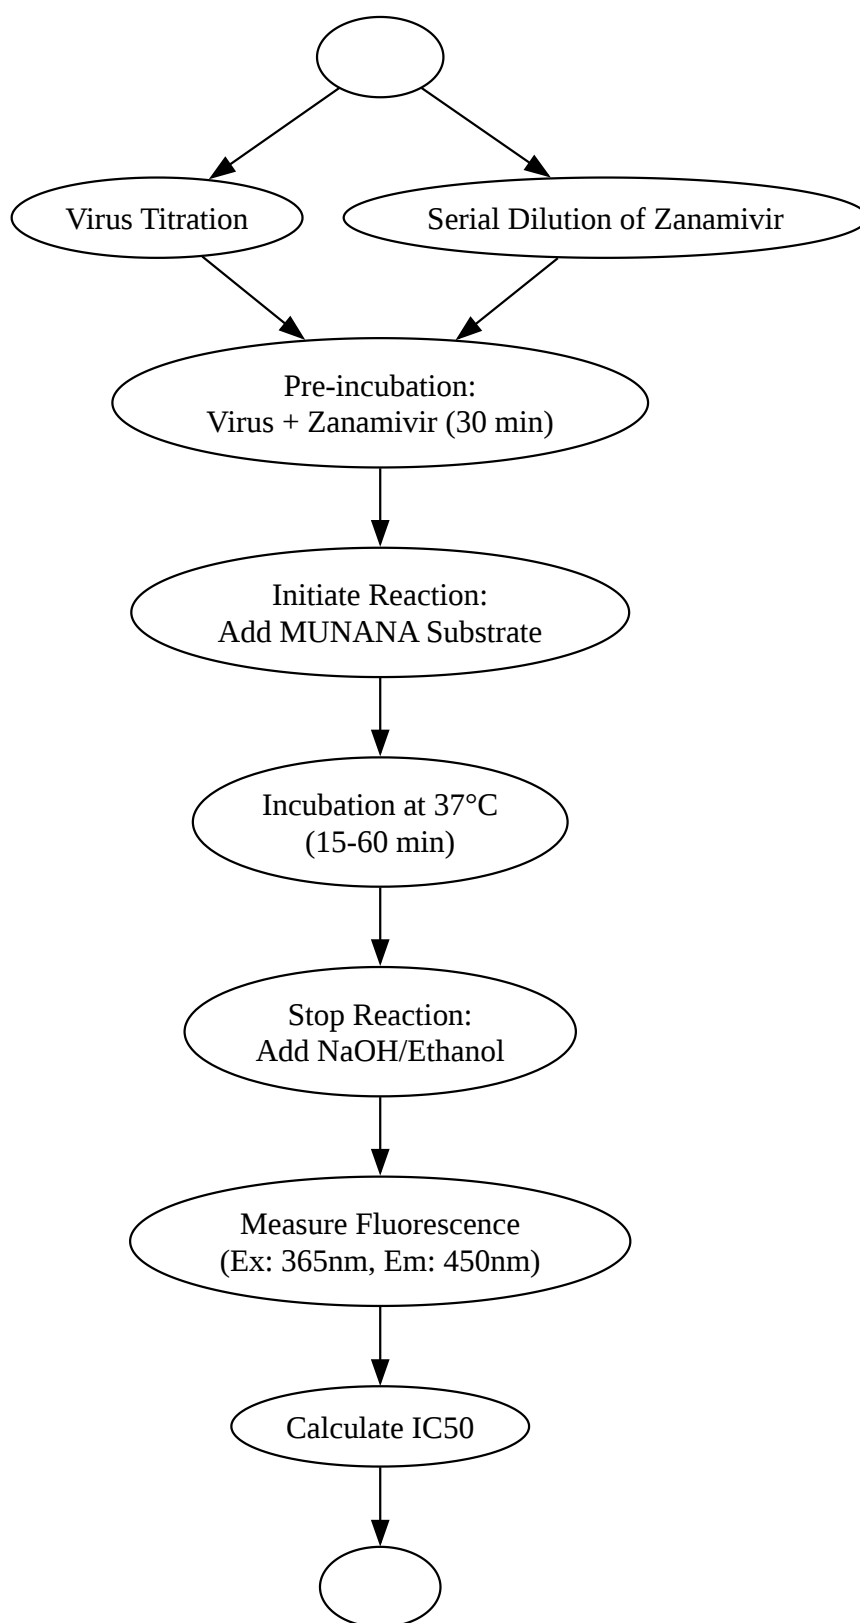 Virus Titration
Serial Dilution of Zanamivir
Pre-incubation:
Virus + Zanamivir (30 min)
Initiate Reaction:
Add MUNANA Substrate
Incubation at 37°C
(15-60 min)
Stop Reaction:
Add NaOH/Ethanol
Measure Fluorescence
(Ex: 365nm, Em: 450nm)
Calculate IC50